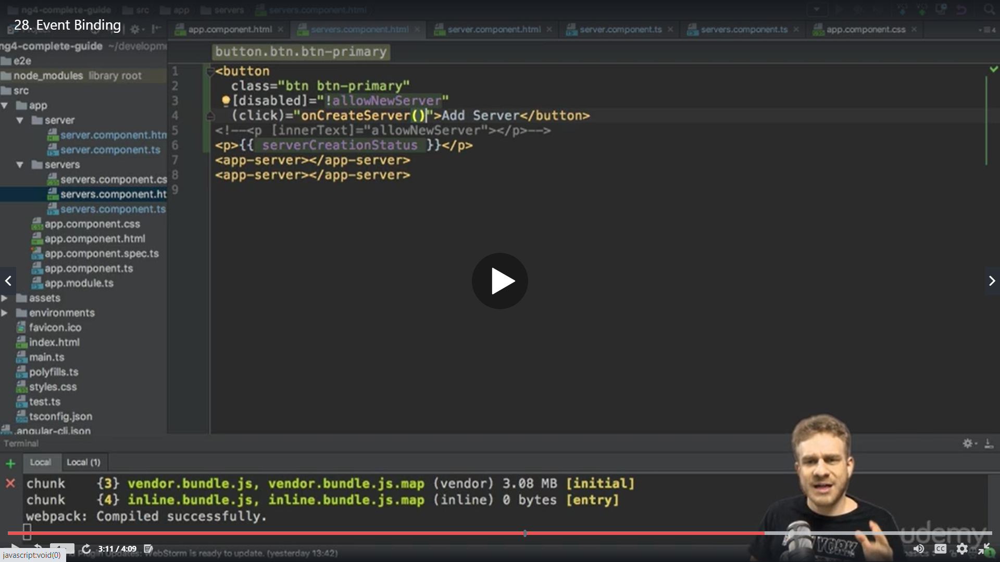 ng4-complete-guide src app servers servers.component.html
28. Event Binding
app.component.html servers.component.html server.component.html server.component.ts servers.component.ts app.component.css
ng4-complete-guide
e2e
node_modules library root
src
app
server
server.component.htm
server.component.ts
servers
servers.component.cs
servers.component.ht
servers.component.ts
app.component.css
app.component.html
app.component.spec.ts
app.component.ts
app.module.ts
assets
environments
favicon.ico
index.html
main.ts
polyfills.ts
styles.css
test.ts
tsconfig.json
.angular-cli.json
button.btn.btn-primary
1 <button
2 class="btn btn-primary"
3 [disabled]="!allowNewServer"
4 (click)="onCreateServer()">Add Server</button>
5 <!--<p [innerText]="allowNewServer"></p>-->
6 <p>{{ serverCreationStatus }}</p>
7 <app-server></app-server>
8 <app-server></app-server>
9
Terminal
Local Local (1)
chunk {3} vendor.bundle.js, vendor.bundle.js.map (vendor) 3.08 MB [initial]
chunk {4} inline.bundle.js, inline.bundle.js.map (inline) 0 bytes [entry]
webpack: Compiled successfully.
udemy
YORK
3:11 / 4:09
CC
Plugin Updates: WebStorm is ready to update. (yesterday 13:42)
javascript:void(0)